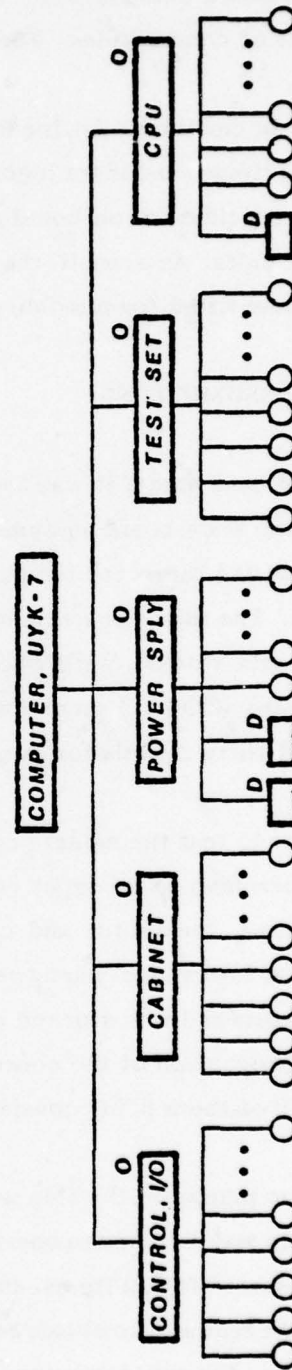 COMPUTER, UYK-7
O
CONTROL, I/O
O
CABINET
O
POWER SPLY
O
TEST SET
O
CPU
D
D
D